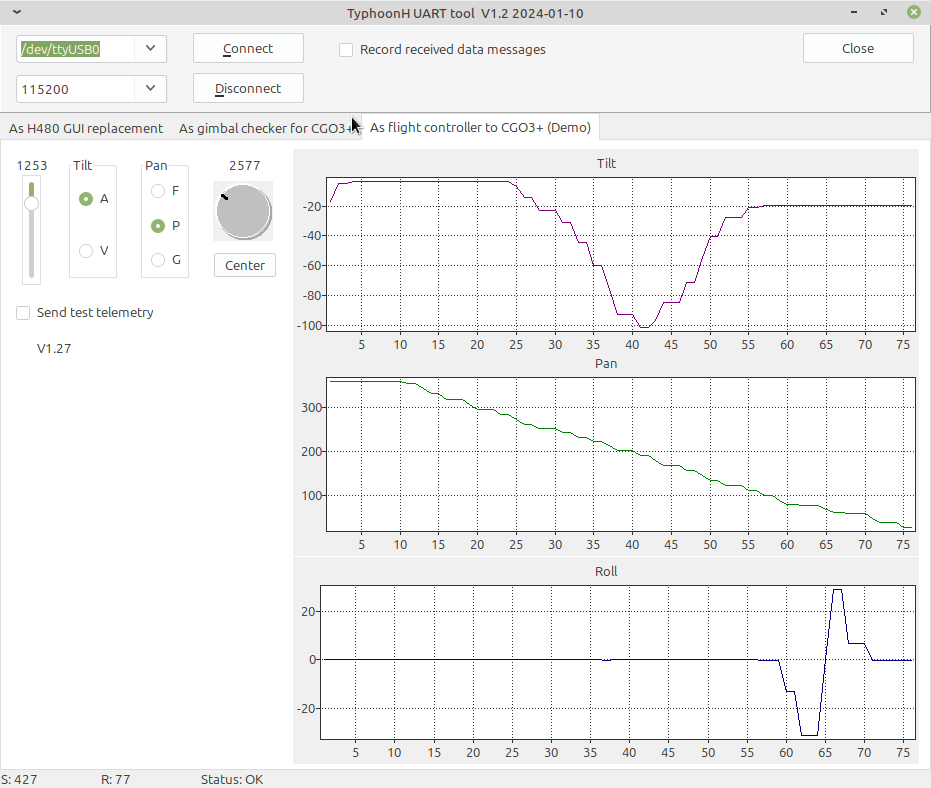 TyphoonH UART tool  V1.2 2024-01-10
/dev/ttyUSB0
Connect
Record received data messages
Close
115200
Disconnect
As H480 GUI replacement
As gimbal checker for CGO3+
As flight controller to CGO3+ (Demo)
1253
Tilt
A
V
Pan
F
P
G
2577
Center
Send test telemetry
V1.27
Tilt
-20
-40
-60
-80
-100
5 10 15 20 25 30 35 40 45 50 55 60 65 70 75
Pan
300
200
100
5 10 15 20 25 30 35 40 45 50 55 60 65 70 75
Roll
20
0
-20
5 10 15 20 25 30 35 40 45 50 55 60 65 70 75
S: 427
R: 77
Status: OK